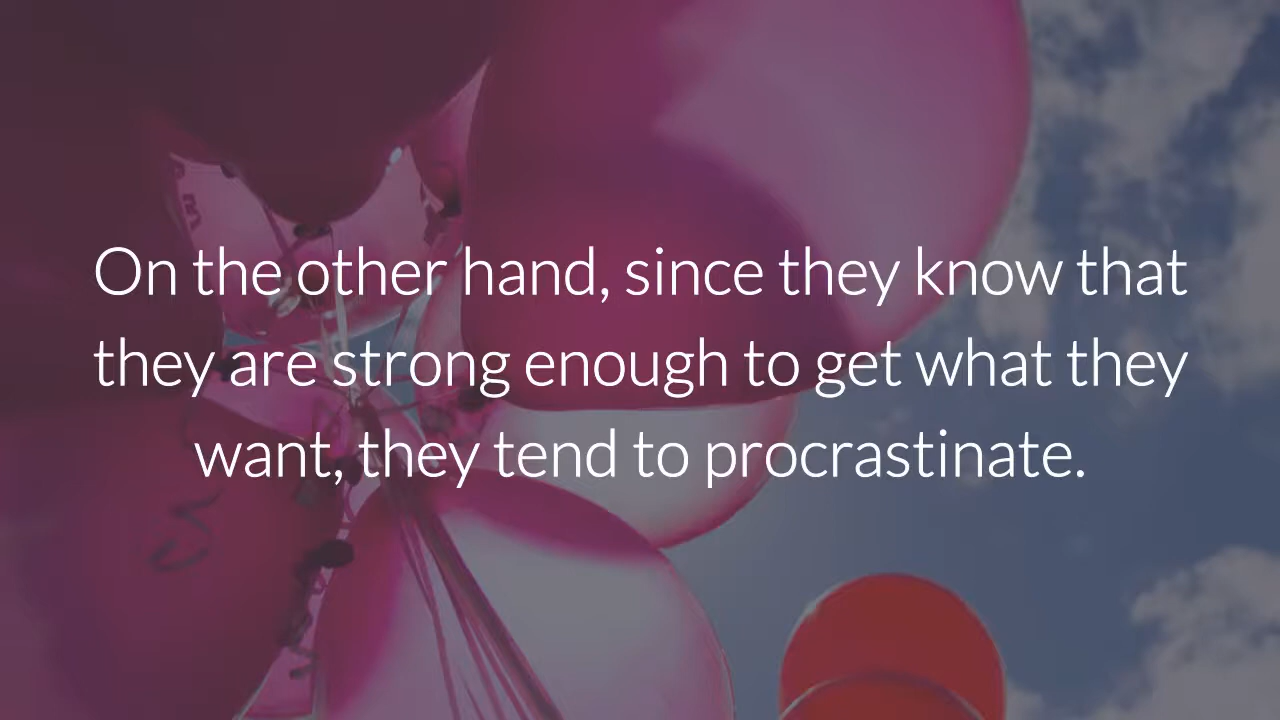 On the other hand, since they know that
they are strong enough to get what they
want, they tend to procrastinate.